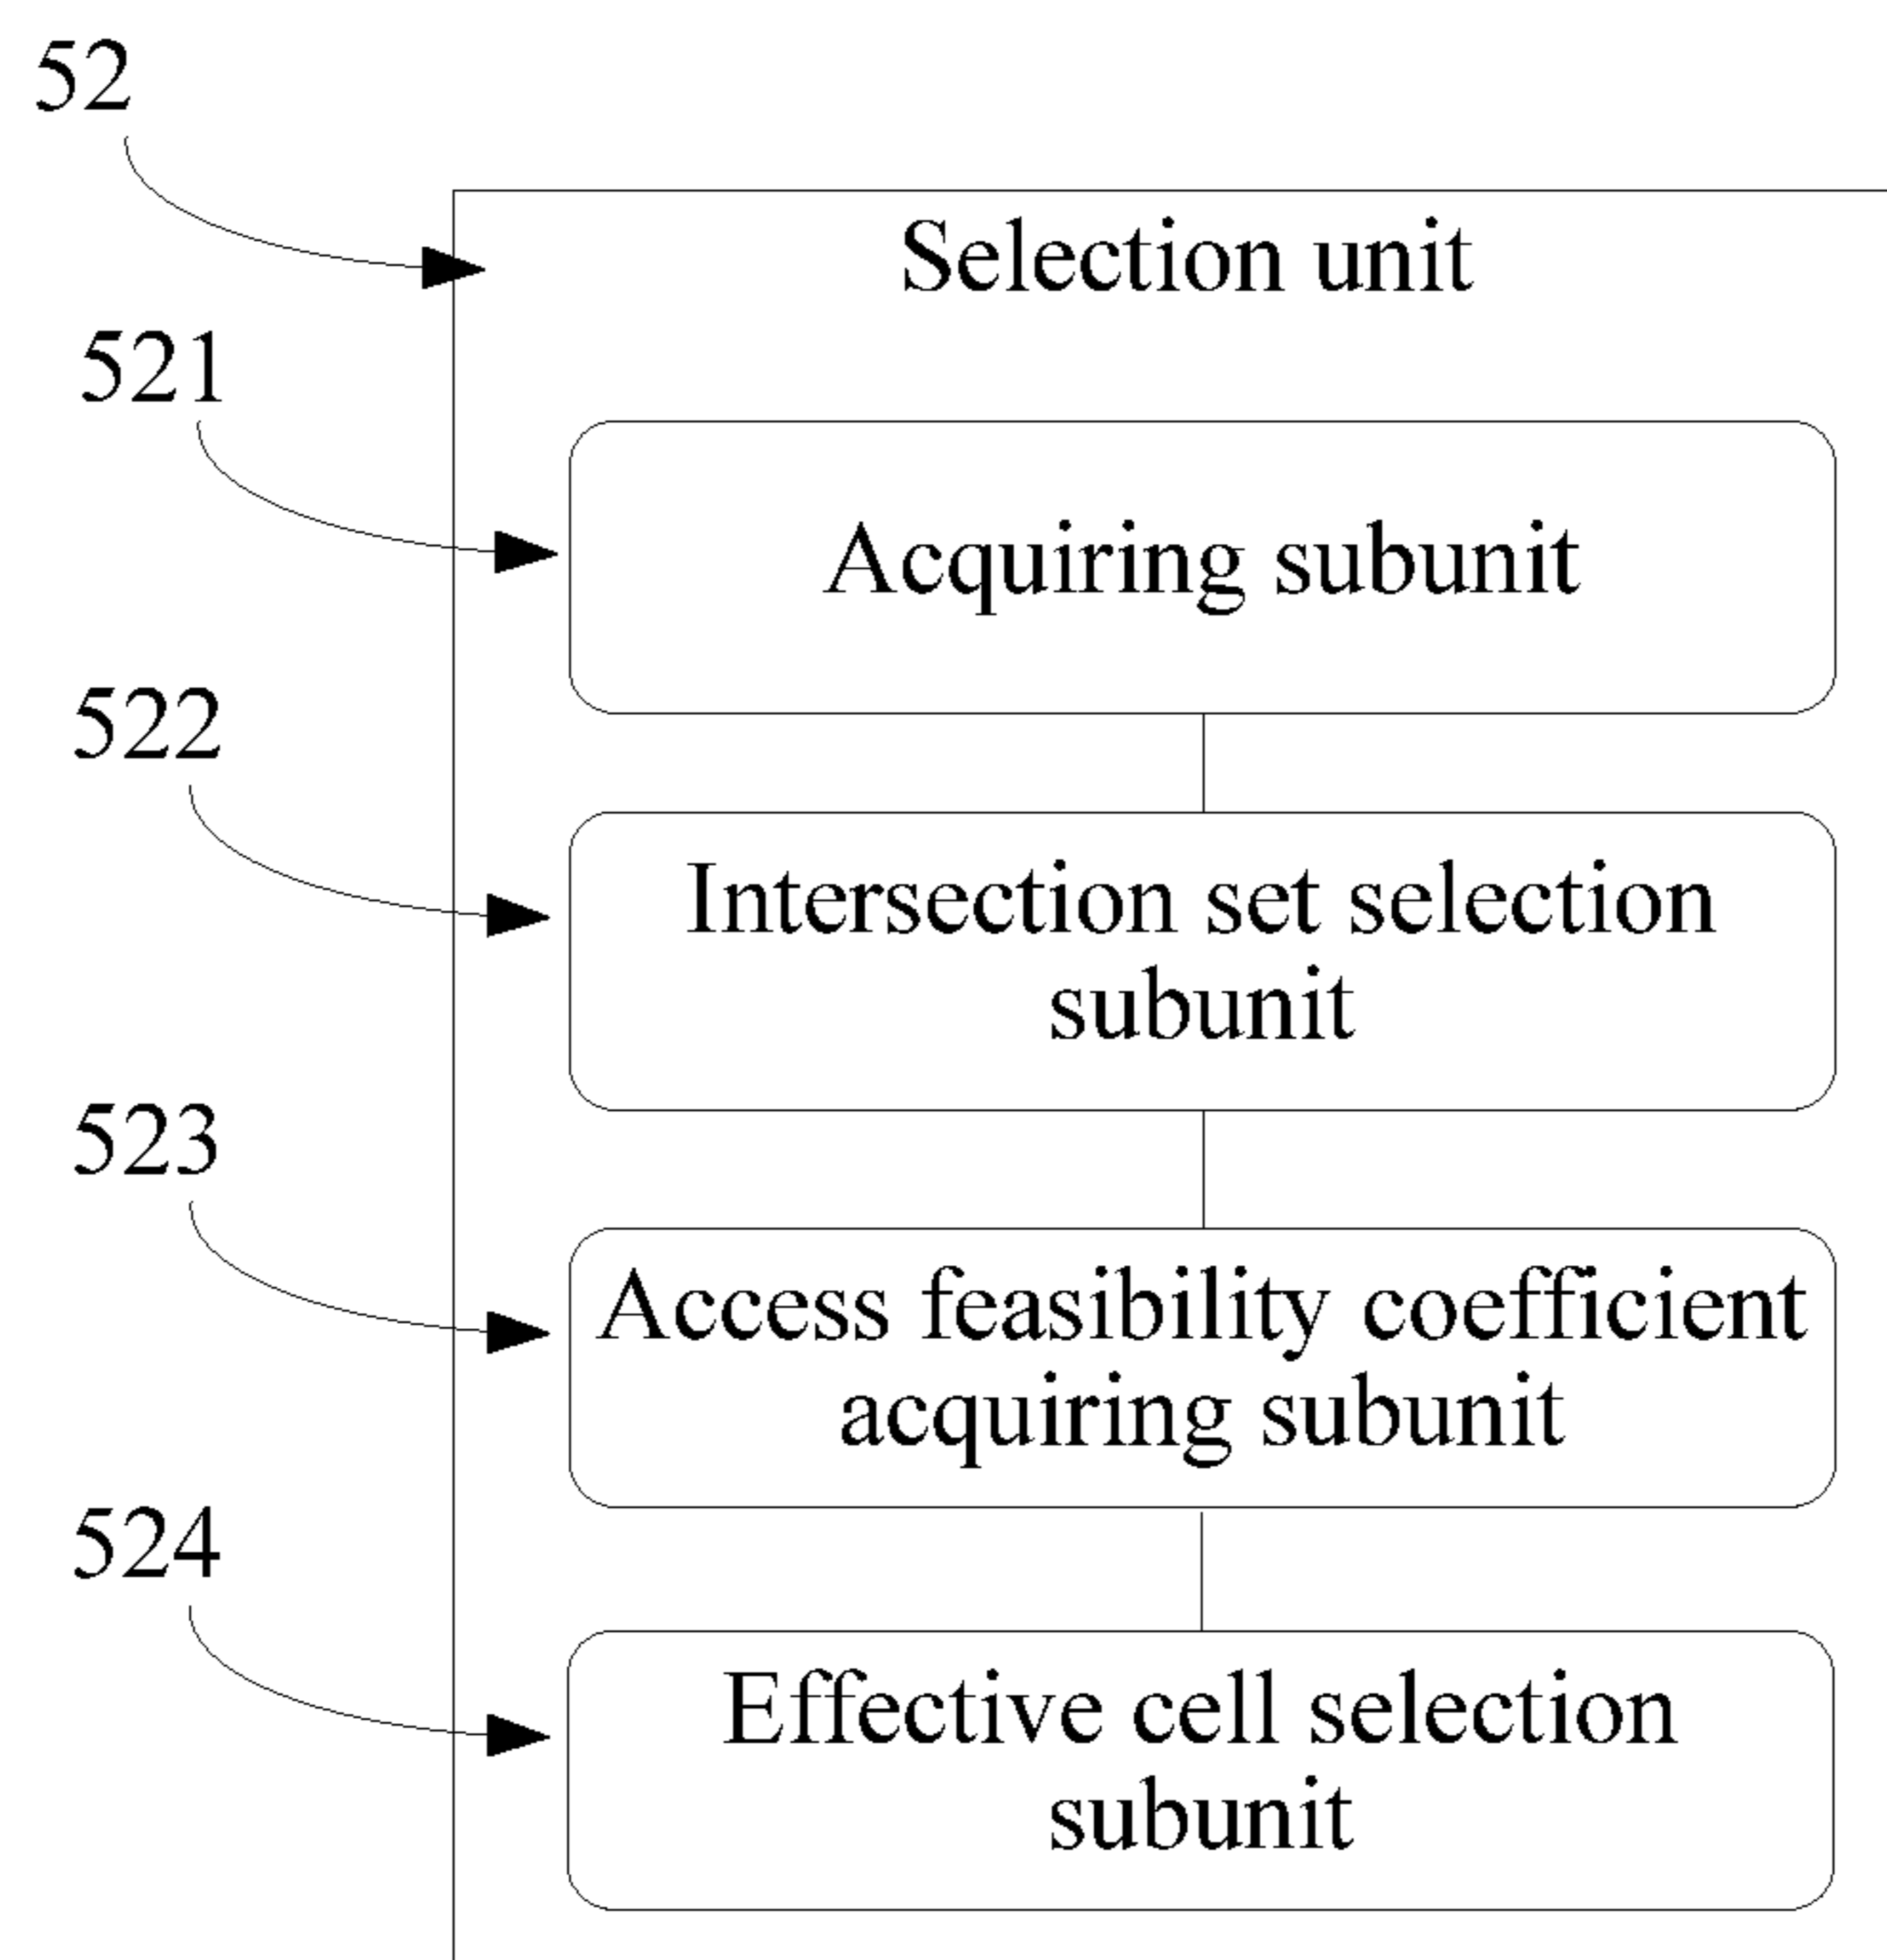 52
Selection unit
521
Acquiring subunit
522
Intersection set selection
subunit
523
Access feasibility coefficient
acquiring subunit
524
Effective cell selection
subunit